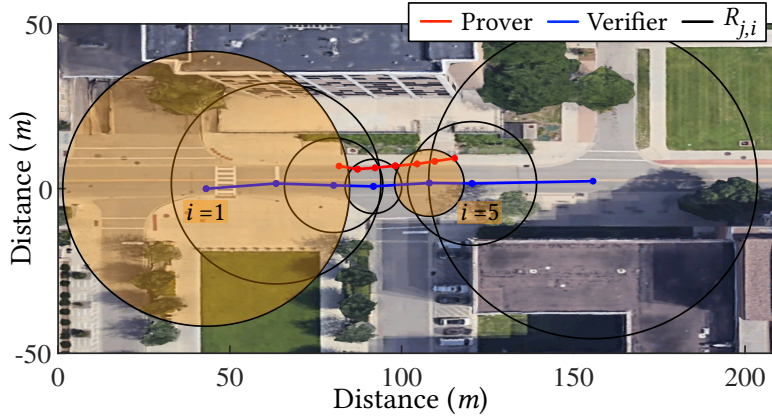 Prover Verifier R_{j,i}
50
Distance (m)
0
-50
i =1
i =5
0 50 100 150 200
Distance (m)